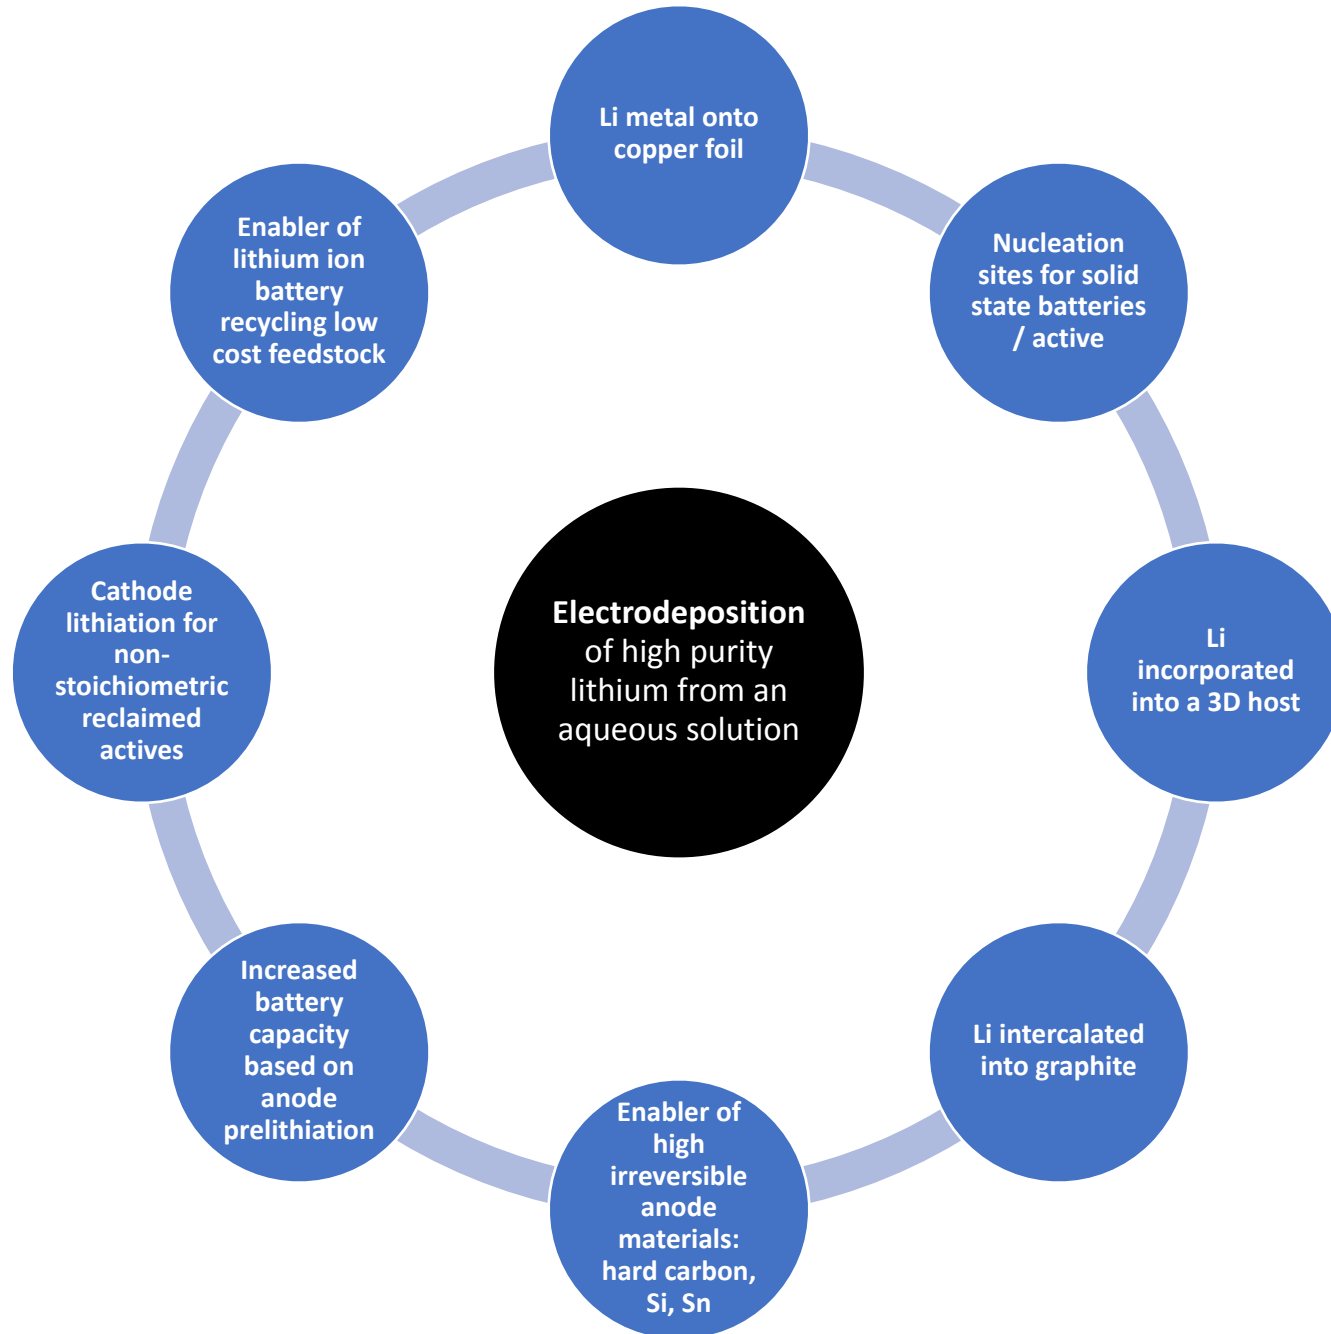 Li metal onto
copper foil
Nucleation
sites for solid
state batteries
/ active
Li
incorporated
into a 3D host
Li intercalated
into graphite
Enabler of
high
irreversible
anode
materials:
hard carbon,
Si, Sn
Increased
battery
capacity
based on
anode
prelithiation
Cathode
lithiation for
non-
stoichiometric
reclaimed
actives
Enabler of
lithium ion
battery
recycling low
cost feedstock
Electrodeposition
of high purity
lithium from an
aqueous solution